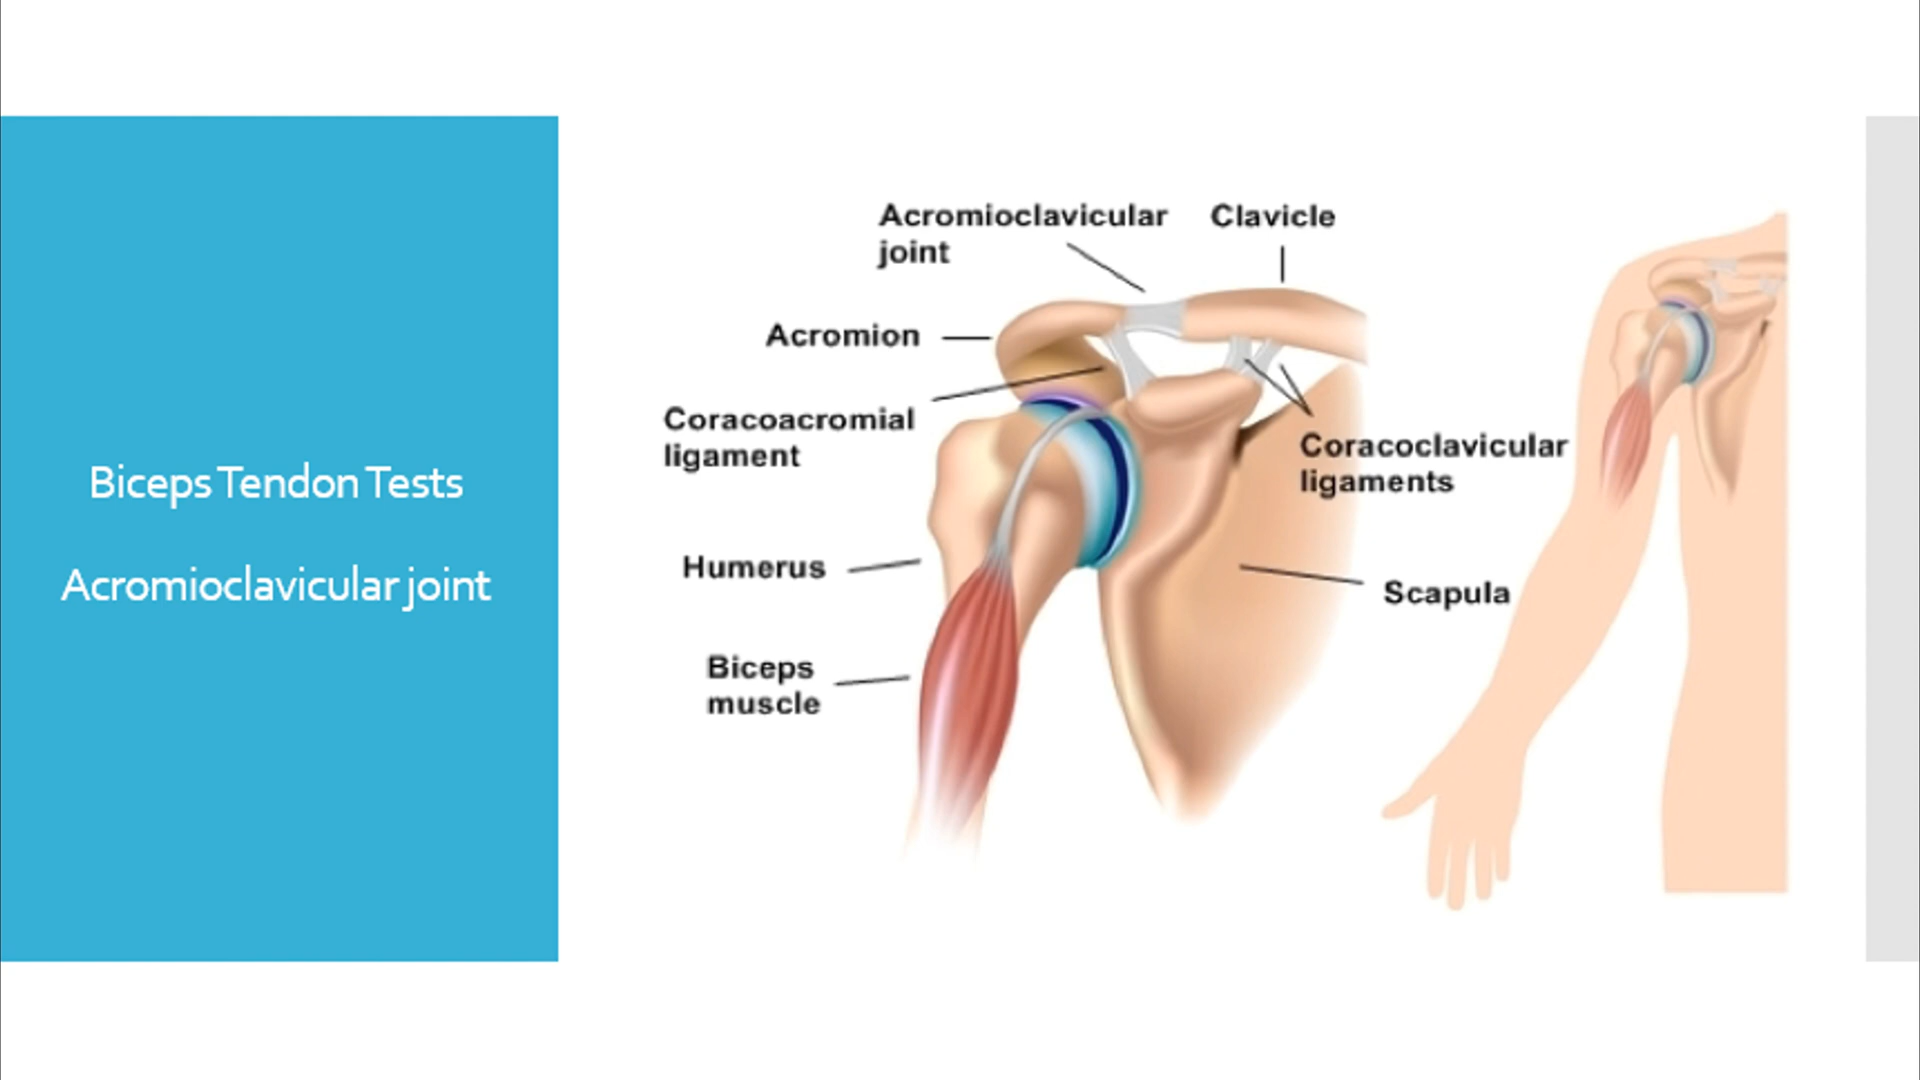 Biceps Tendon Tests
Acromioclavicular joint
Acromioclavicular
joint
Clavicle
Acromion
Coracoacromial
ligament
Coracoclavicular
ligaments
Humerus
Scapula
Biceps
muscle